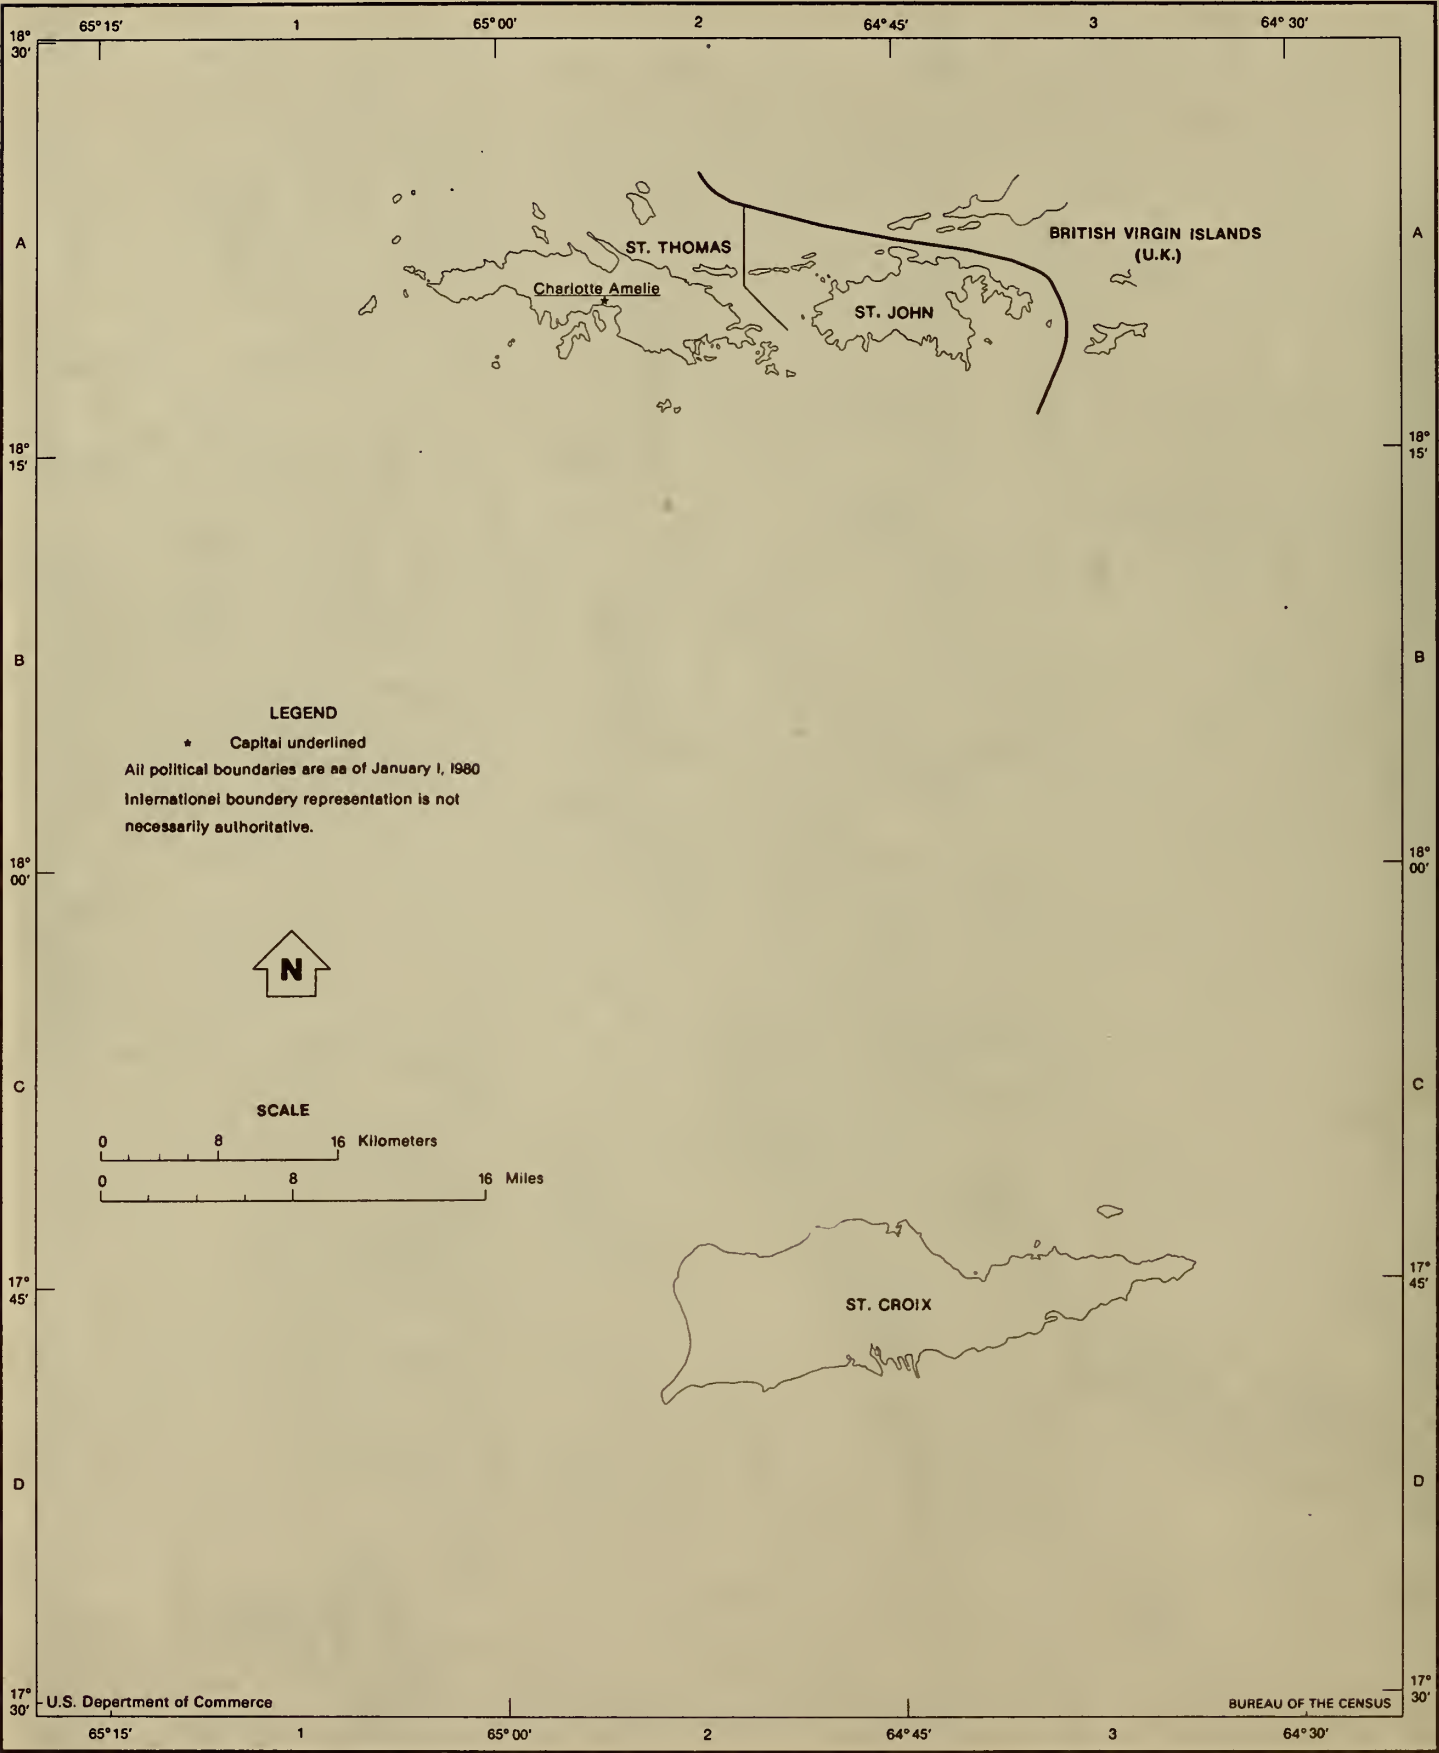 65°15′ 1 65°00′ 2 64°45′ 3 64°30′
18°
30′
A
A
BRITISH VIRGIN ISLANDS
(U.K.)
ST. THOMAS
Charlotte Amelie
ST. JOHN
18°
15′
18°
15′
B
B
LEGEND
★ Capital underlined
All political boundaries are as of January 1, 1980
International boundary representation is not
necessarily authoritative.
18°
00′
18°
00′
N
C
C
SCALE
0 8 16 Kilometers
0 8 16 Miles
17°
45′
17°
45′
ST. CROIX
D
D
17°
30′
17°
30′
U.S. Department of Commerce
BUREAU OF THE CENSUS
65°15′ 1 65°00′ 2 64°45′ 3 64°30′